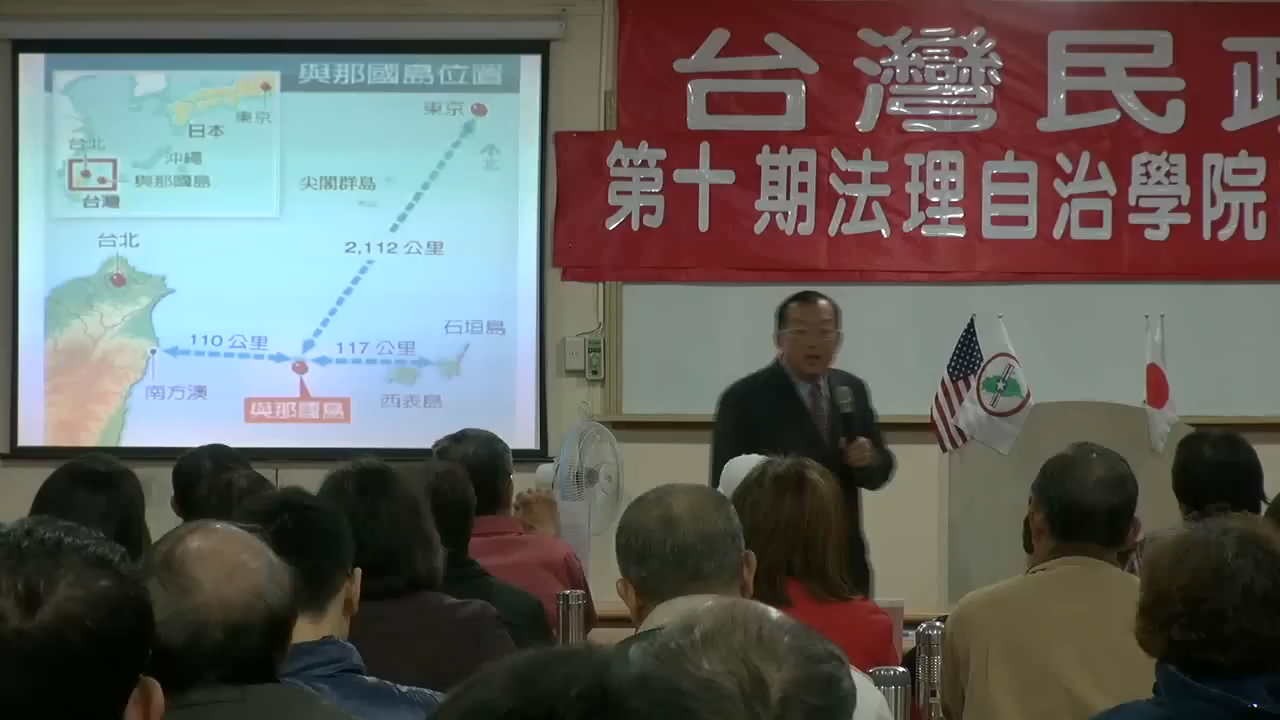 與那國島位置
東京
日本
東京
台北
沖繩
與那國島
台灣
北
尖閣群島
台北
2,112 公里
石垣島
110 公里
117 公里
南方澳
西表島
與那國島
台灣民政
第十期法理自治學院